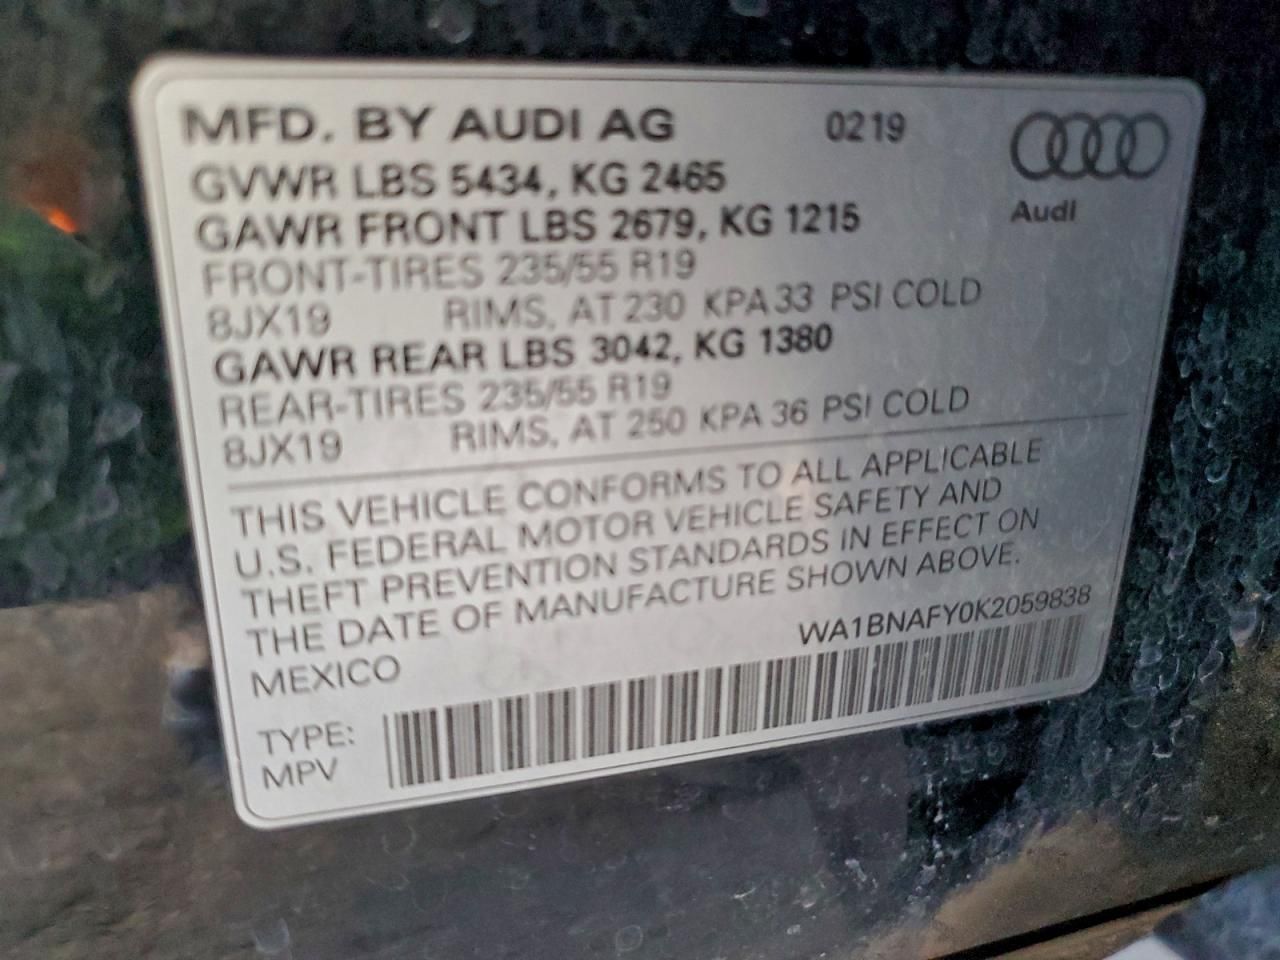 MFD. BY AUDI AG 0219
GVWR LBS 5434, KG 2465
GAWR FRONT LBS 2679, KG 1215
Audi
FRONT-TIRES 235/55 R19
8JX19 RIMS, AT 230 KPA 33 PSI COLD
GAWR REAR LBS 3042, KG 1380
REAR-TIRES 235/55 R19
8JX19 RIMS, AT 250 KPA 36 PSI COLD
THIS VEHICLE CONFORMS TO ALL APPLICABLE
U.S. FEDERAL MOTOR VEHICLE SAFETY AND
THEFT PREVENTION STANDARDS IN EFFECT ON
THE DATE OF MANUFACTURE SHOWN ABOVE.
MEXICO WA1BNAFY0K2059838
TYPE:
MPV